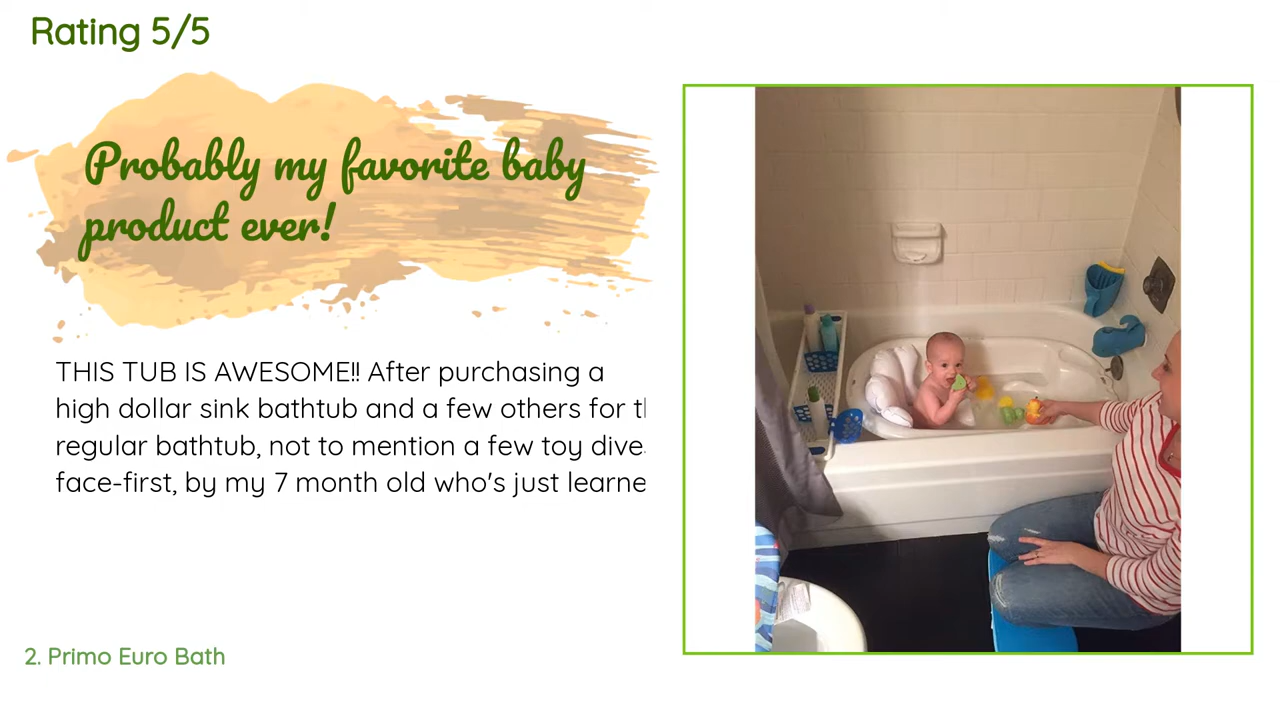 Rating 5/5
Probably my favorite baby
product ever!
THIS TUB IS AWESOME!! After purchasing a
high dollar sink bathtub and a few others for
regular bathtub, not to mention a few toy dive
face-first, by my 7 month old who's just learne
2. Primo Euro Bath